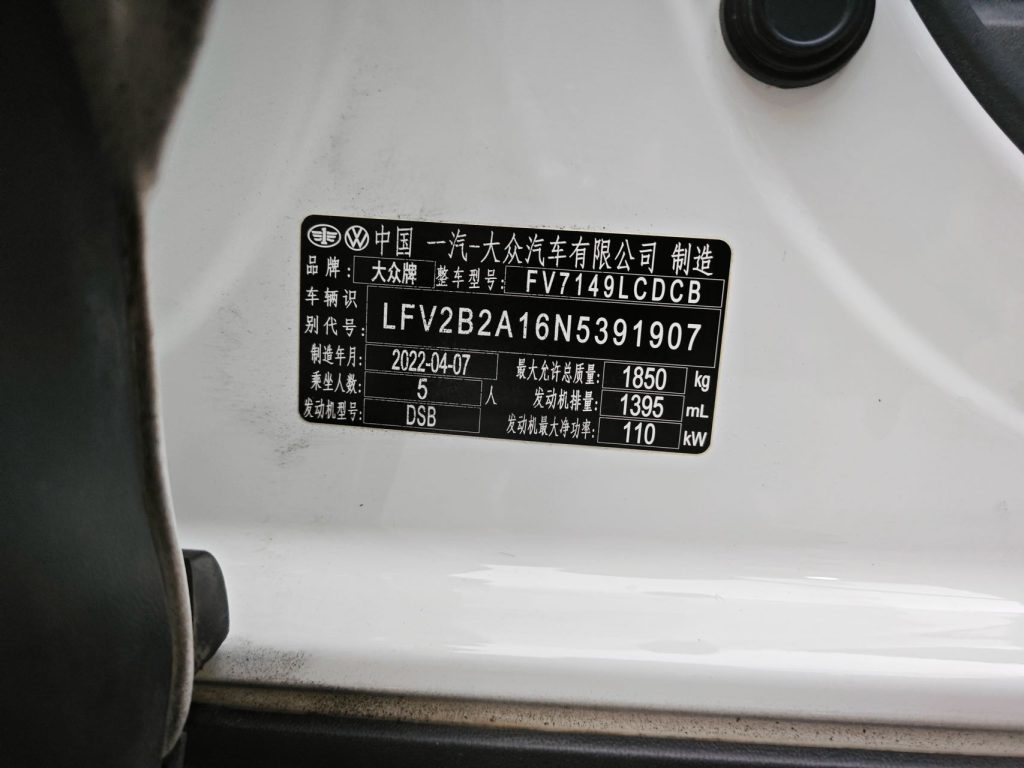 中国 一汽-大众汽车有限公司 制造
品牌: 大众牌 整车型号: FV7149LCDCB
车辆识别代号: LFV2B2A16N5391907
制造年月: 2022-04-07 最大允许总质量: 1850 kg
乘坐人数: 5 人 发动机排量: 1395 mL
发动机型号: DSB 发动机最大净功率: 110 kW